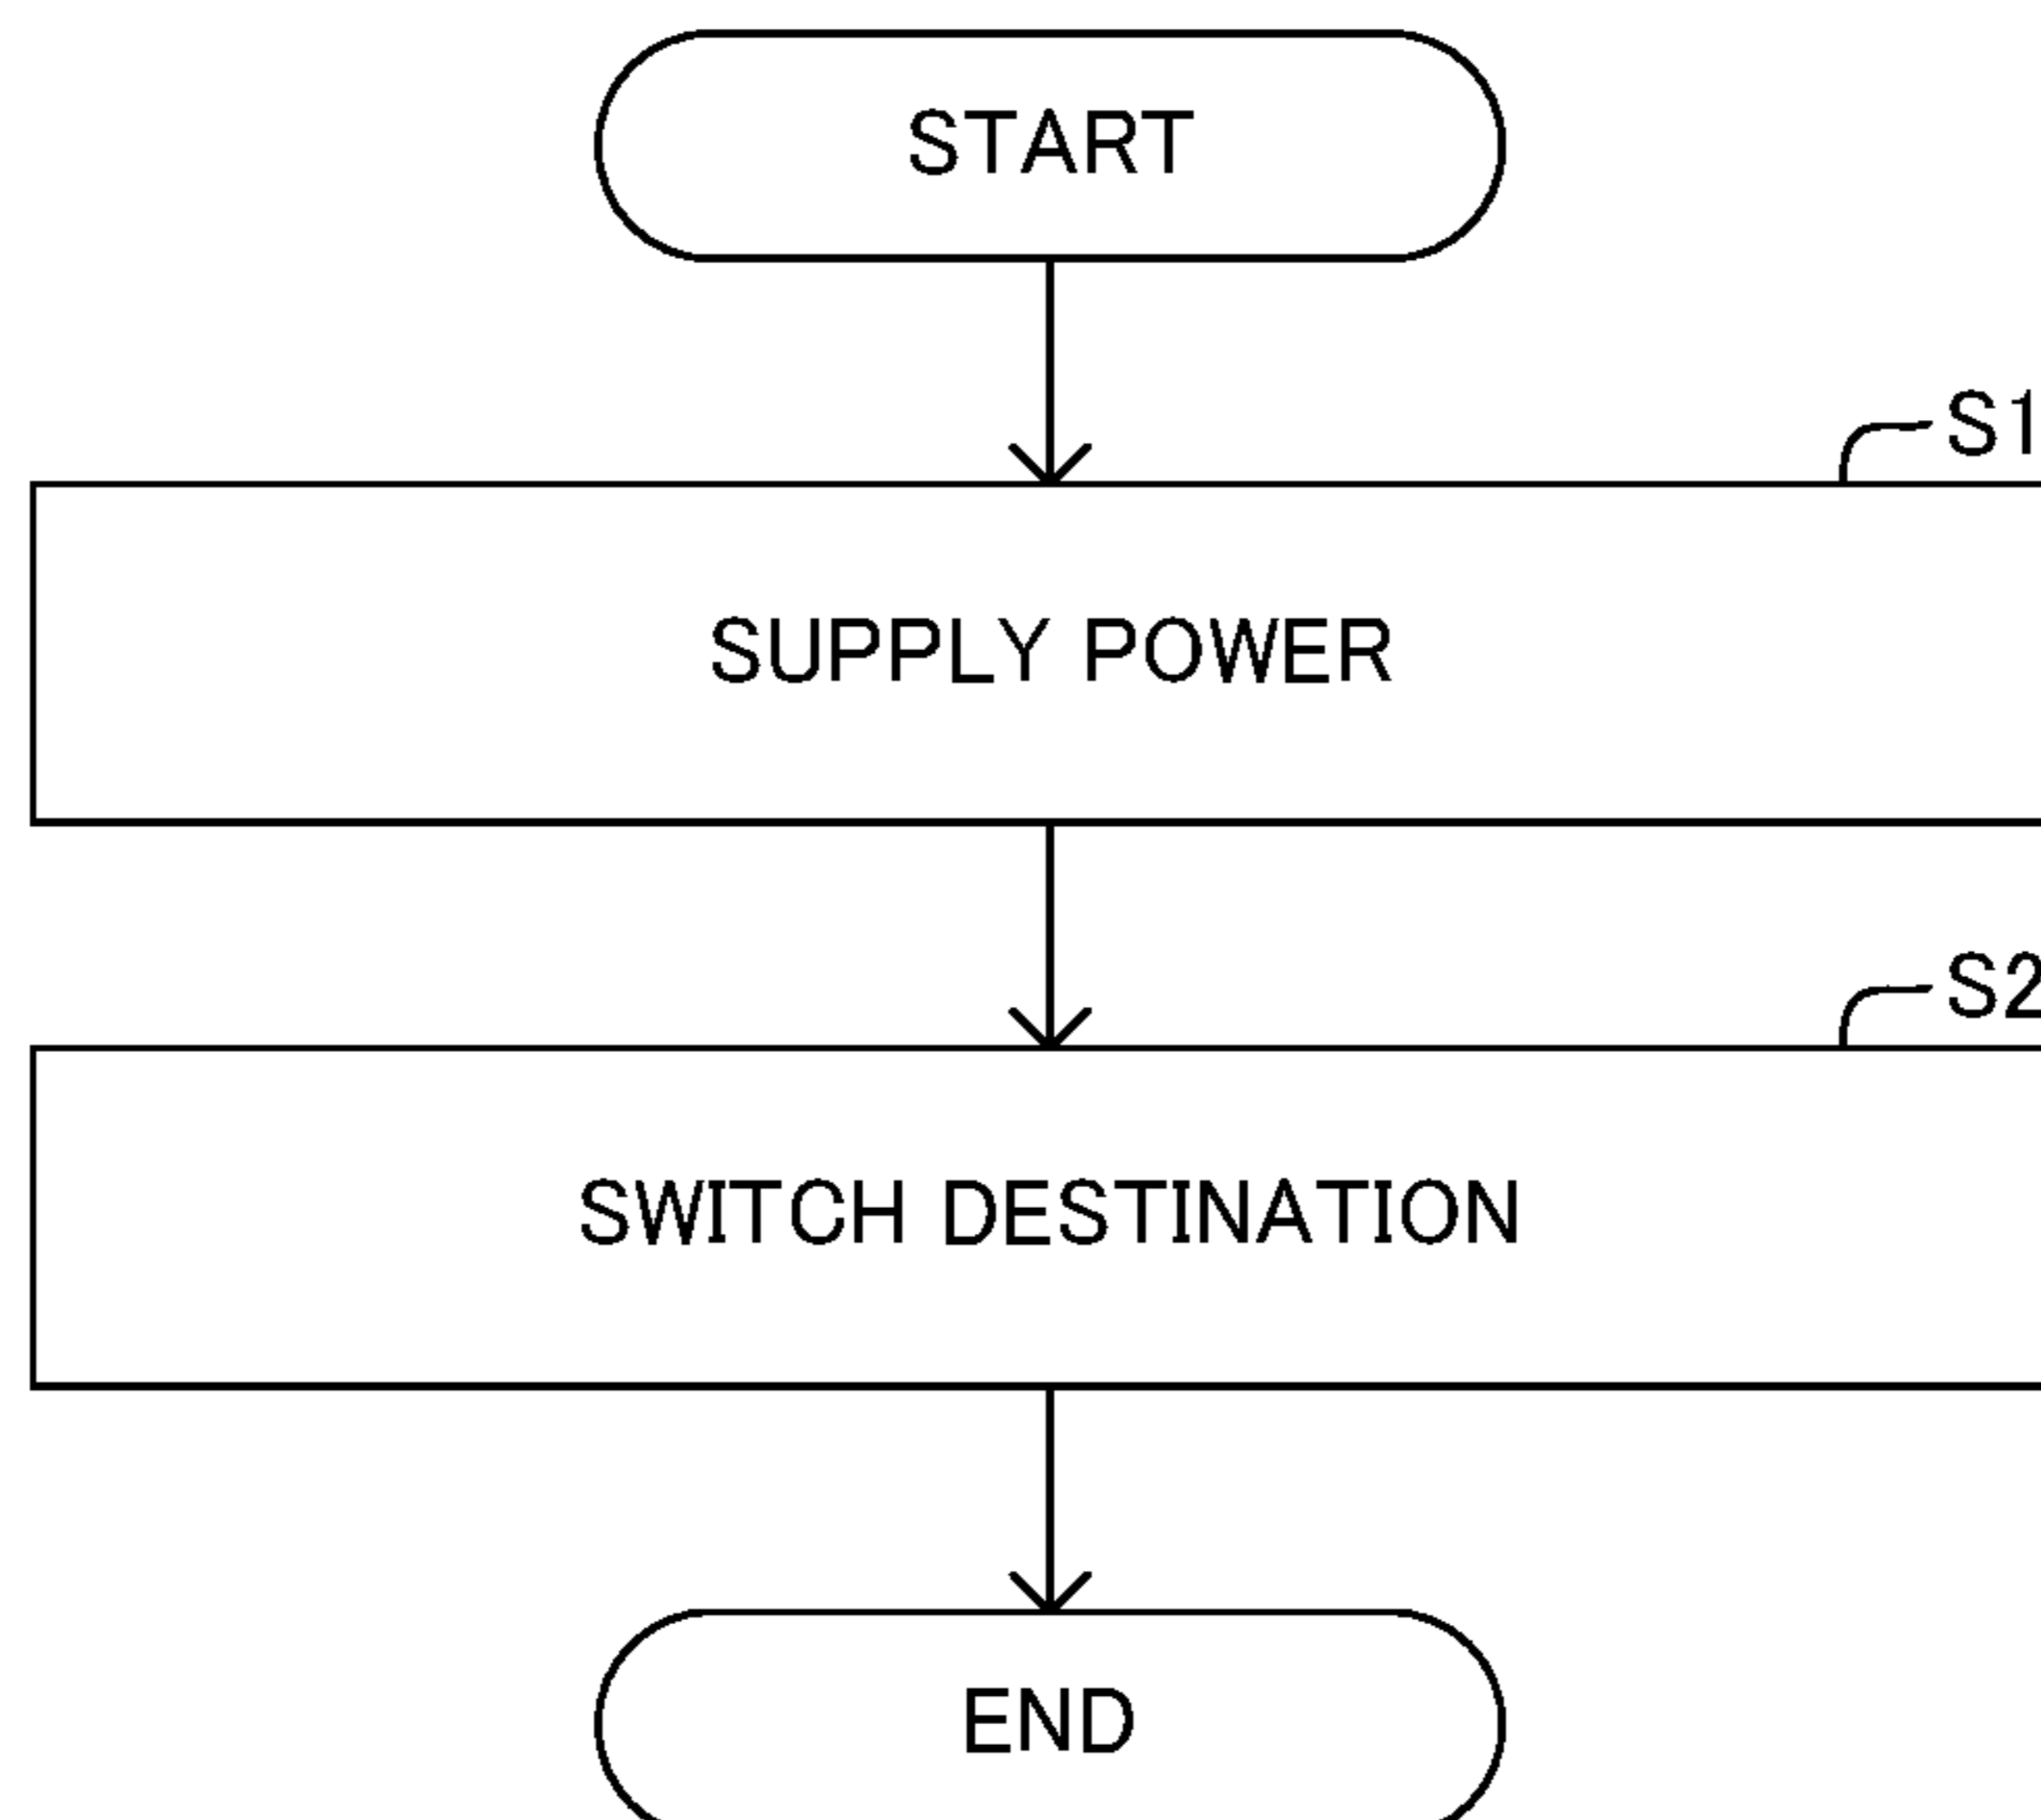 START
S1
SUPPLY POWER
S2
SWITCH DESTINATION
END